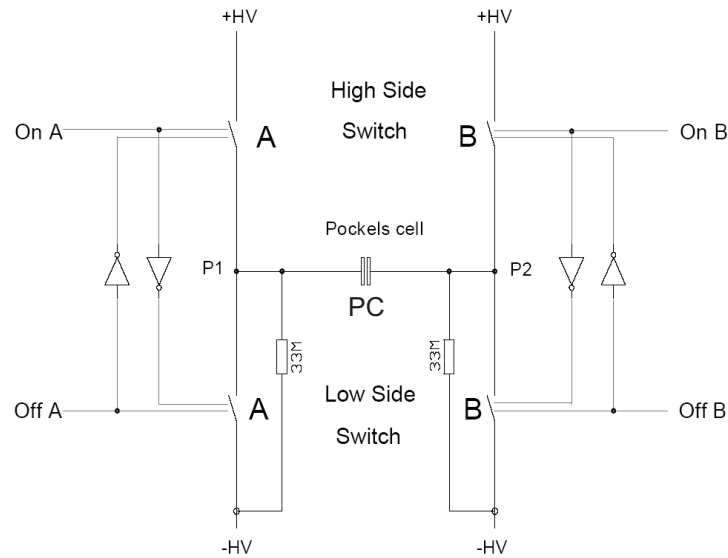 +HV
+HV
High Side
Switch
On A
A
B
On B
Pockels cell
P1
P2
PC
33M
33M
Low Side
Switch
Off A
A
B
Off B
-HV
-HV